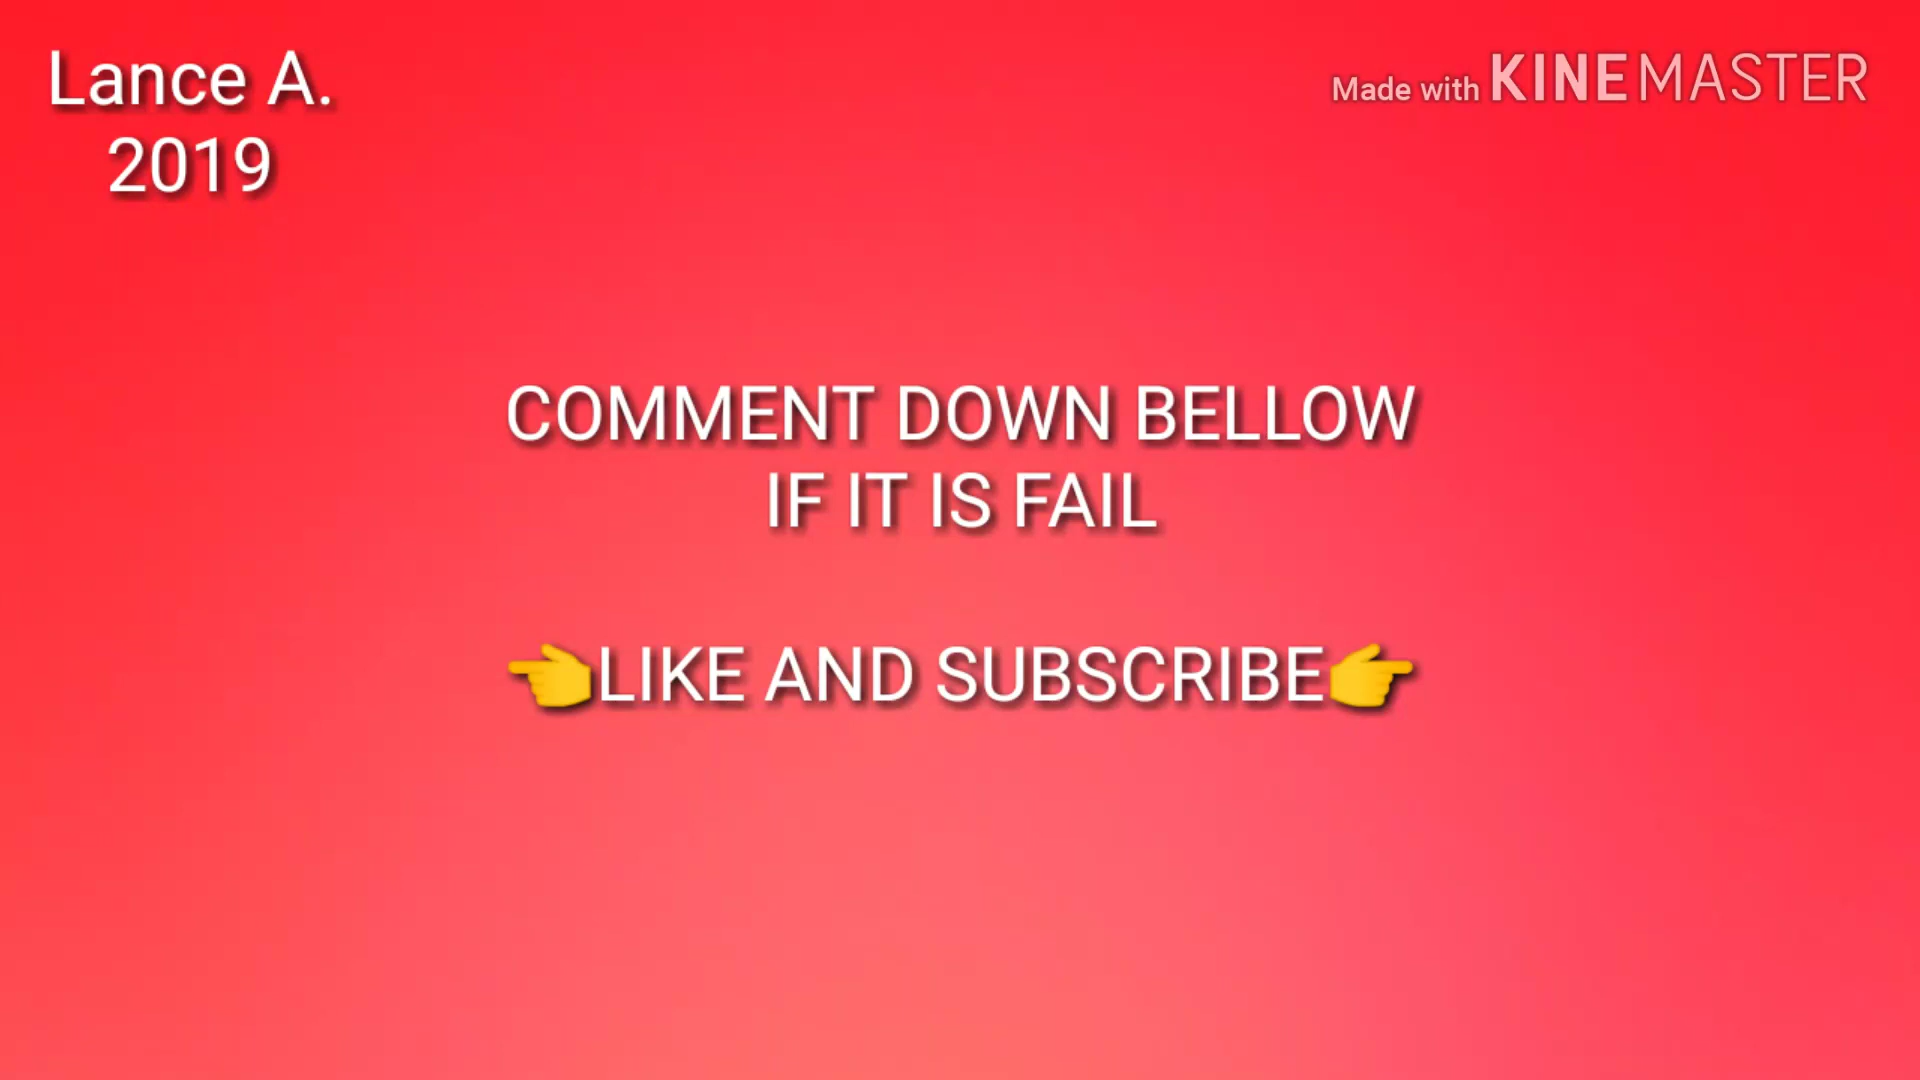 Lance A.
2019
Made with KINEMASTER
COMMENT DOWN BELLOW
IF IT IS FAIL
👈LIKE AND SUBSCRIBE👉